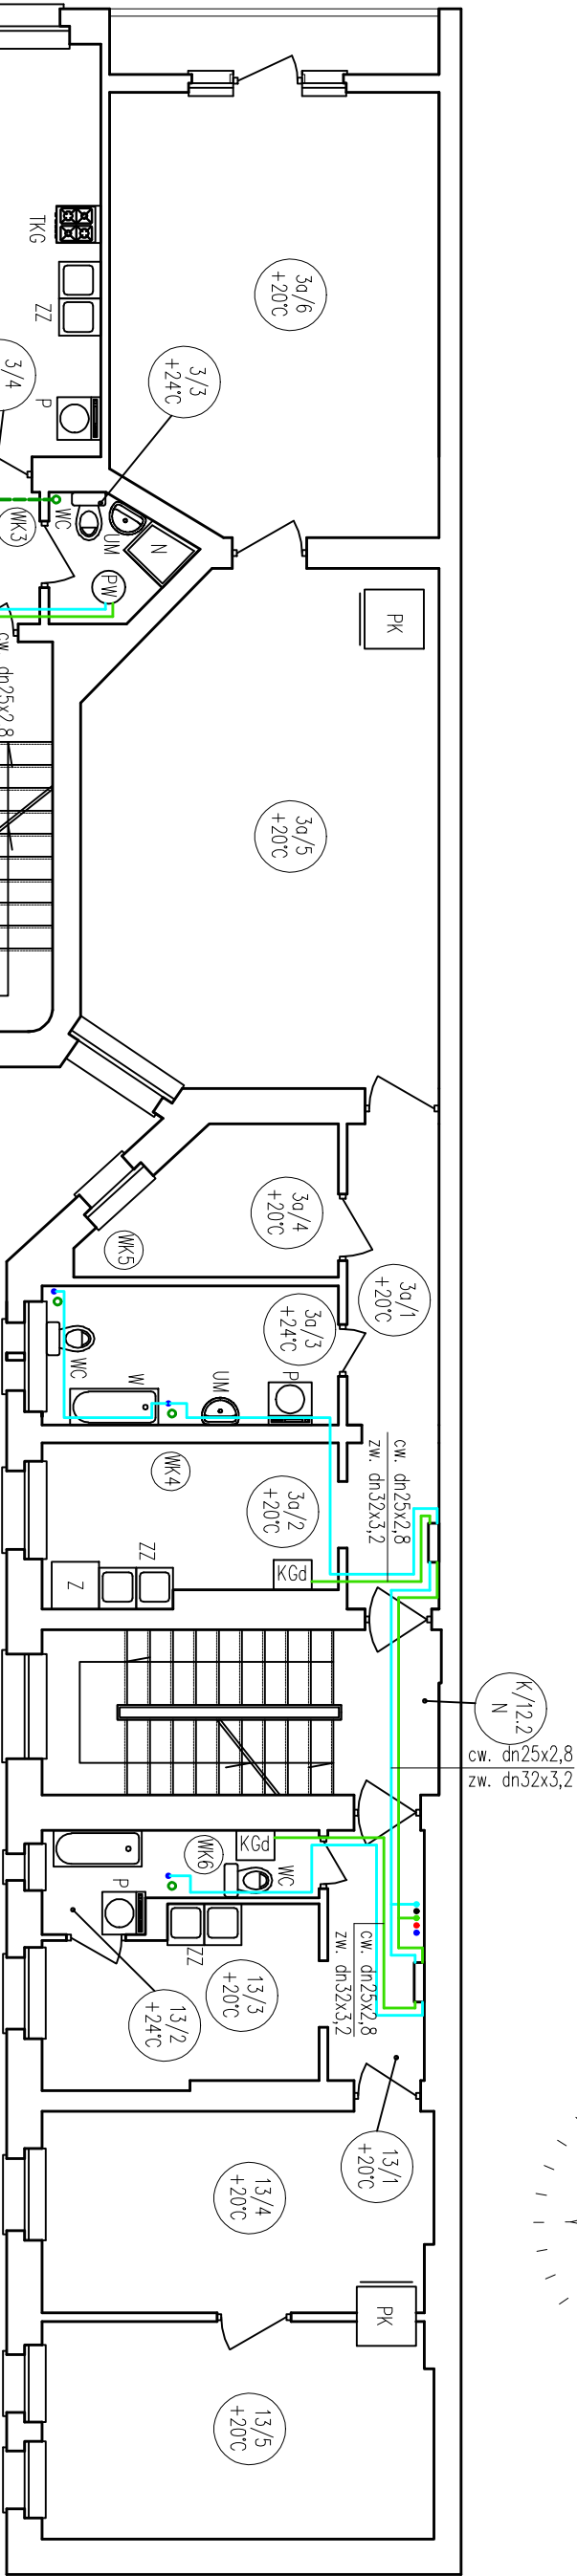 3a/6
+20°C
TKG
ZZ
3/3
+24°C
3/4
P
WK3
WC
UM
N
PW
cw. dn25x2,8
PK
3a/5
+20°C
3a/4
+20°C
WK5
3a/1
+20°C
3a/3
+24°C
WC
W
UM
P
cw. dn25x2,8
zw. dn32x3,2
WK4
3a/2
+20°C
ZZ
Z
KGd
K/12.2
N
cw. dn25x2,8
zw. dn32x3,2
KGd
WK6
WC
P
ZZ
13/3
+20°C
13/2
+24°C
cw. dn25x2,8
zw. dn32x3,2
13/1
+20°C
13/4
+20°C
PK
13/5
+20°C